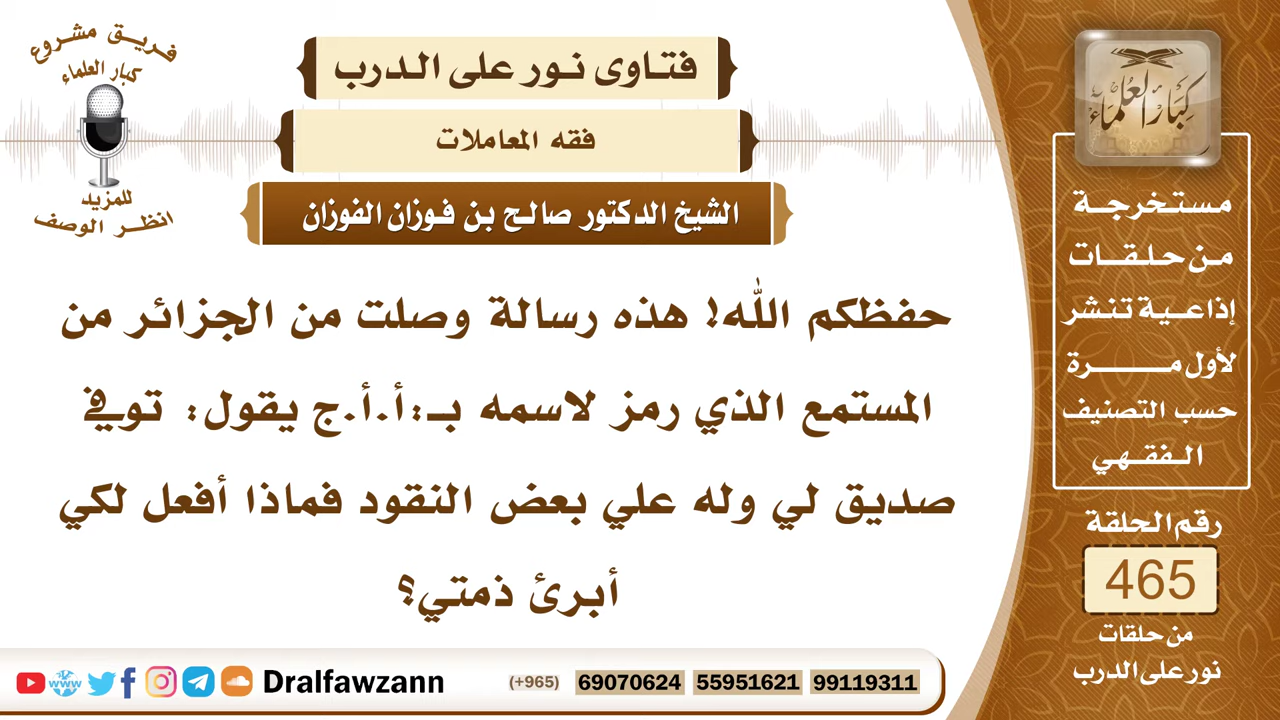 فريق مشروع
كبار العلماء
للمزيد
انظر الوصف
فتاوى نور على الدرب
فقه المعاملات
الشيخ الدكتور صالح بن فوزان الفوزان
حفظكم الله! هذه رسالة وصلت من الجزائر من
المستمع الذي رمز لاسمه بـ:أ.أ.ج يقول: توفي
صديق لي وله علي بعض النقود فماذا أفعل لكي
أبرئ ذمتي؟
كبار العلماء
مستخرجة
من حلقات
إذاعية تنشر
لأول مرة
حسب التصنيف
الفقهي
رقم الحلقة
465
من حلقات
نور على الدرب
www
Dralfawzann
(+965) 69070624 55951621 99119311